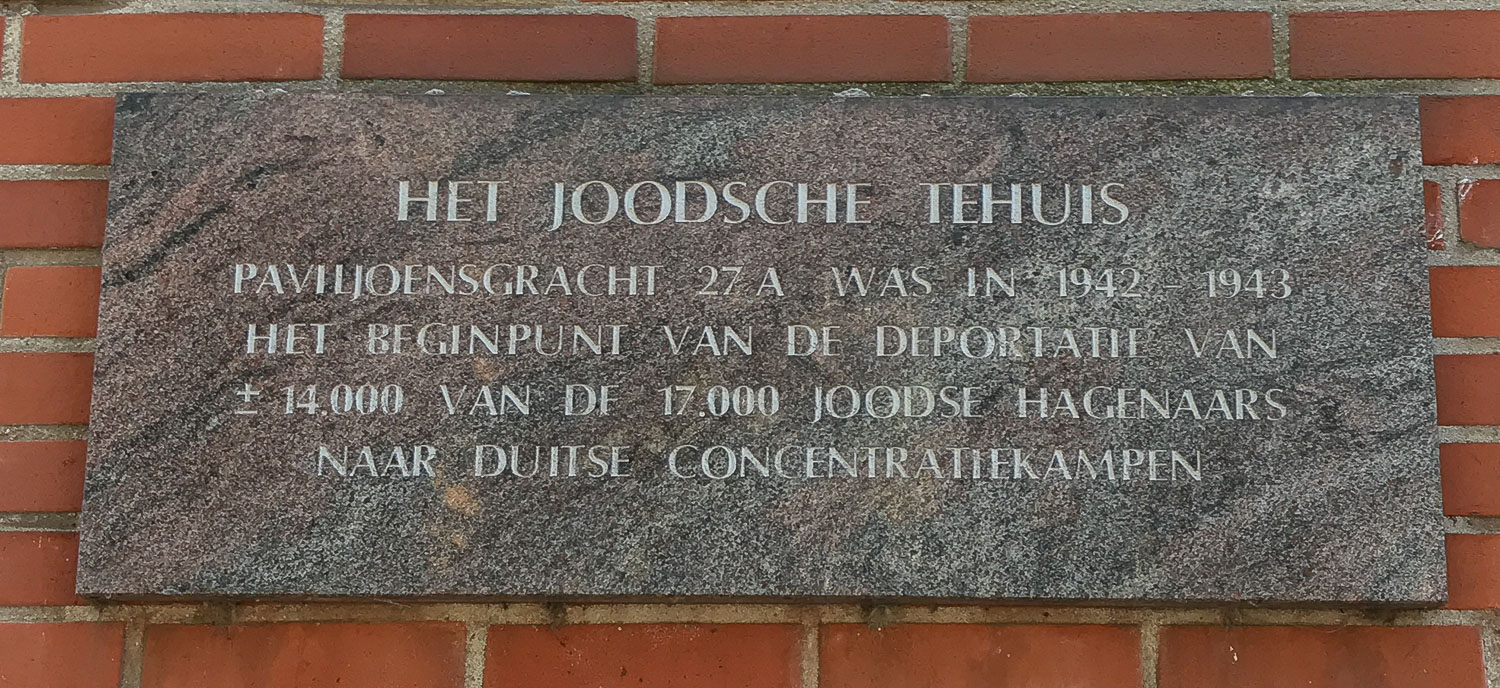 HET JOODSCHE TEHUIS
PAVILJOENSGRACHT 27A WAS IN 1942 - 1943
HET BEGINPUNT VAN DE DEPORTATIE VAN
± 14.000 VAN DE 17.000 JOODSE HAGENAARS
NAAR DUITSE CONCENTRATIEKAMPEN